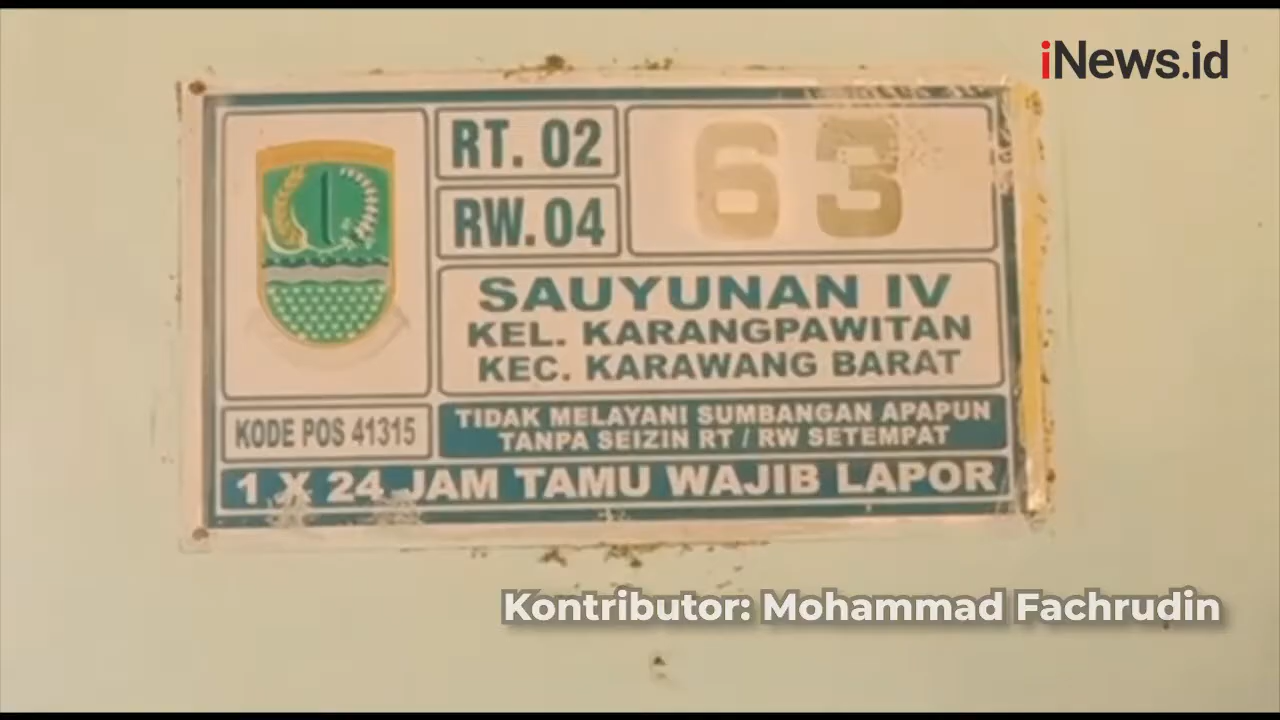 iNews.id
RT. 02
RW. 04
63
SAUYUNAN IV
KEL. KARANGPAWITAN
KEC. KARAWANG BARAT
KODE POS 41315
TIDAK MELAYANI SUMBANGAN APAPUN
TANPA SEIZIN RT / RW SETEMPAT
1 X 24 JAM TAMU WAJIB LAPOR
Kontributor: Mohammad Fachrudin